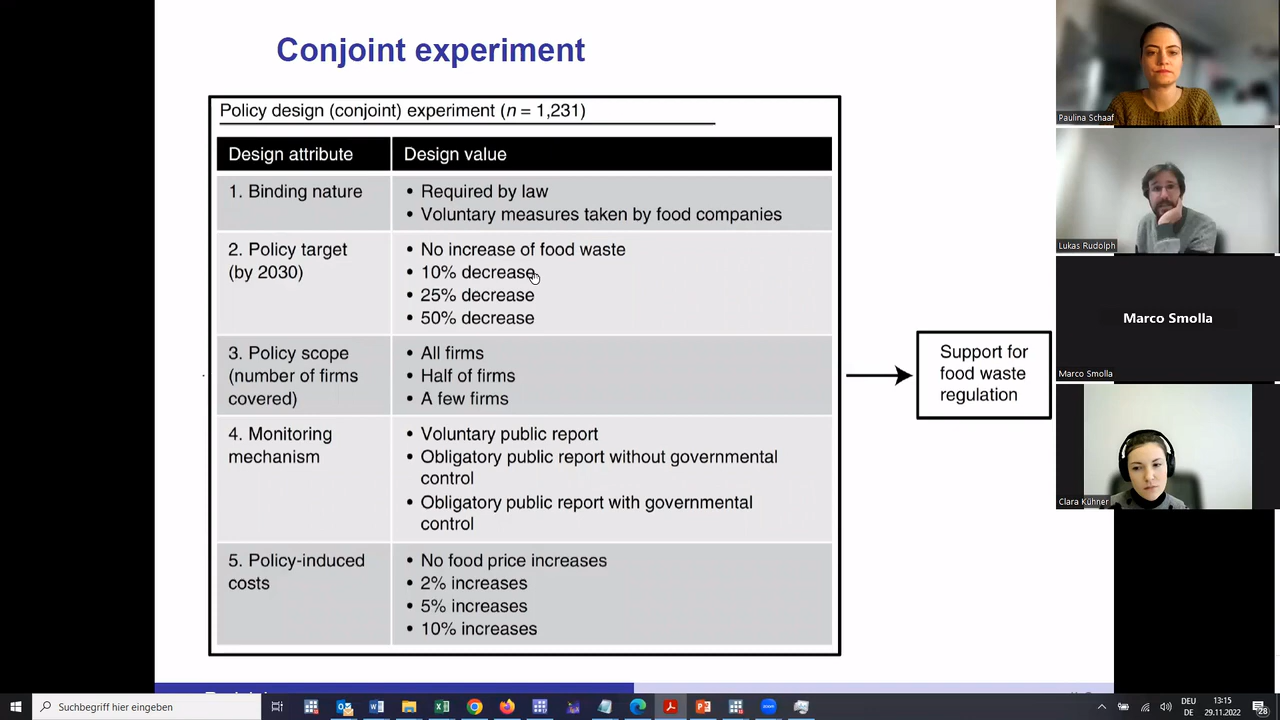 Conjoint experiment
Policy design (conjoint) experiment (n = 1,231)
Design attribute
Design value
1. Binding nature
• Required by law
• Voluntary measures taken by food companies
2. Policy target
(by 2030)
• No increase of food waste
• 10% decrease
• 25% decrease
• 50% decrease
3. Policy scope
(number of firms
covered)
• All firms
• Half of firms
• A few firms
4. Monitoring
mechanism
• Voluntary public report
• Obligatory public report without governmental
control
• Obligatory public report with governmental
control
5. Policy-induced
costs
• No food price increases
• 2% increases
• 5% increases
• 10% increases
Support for
food waste
regulation
Paulina Schaaf
Lukas Rudolph
Marco Smolla
Marco Smolla
Clara Kühner
Suchbegriff hier eingeben
DEU
DE
13:15
29.11.2022
28